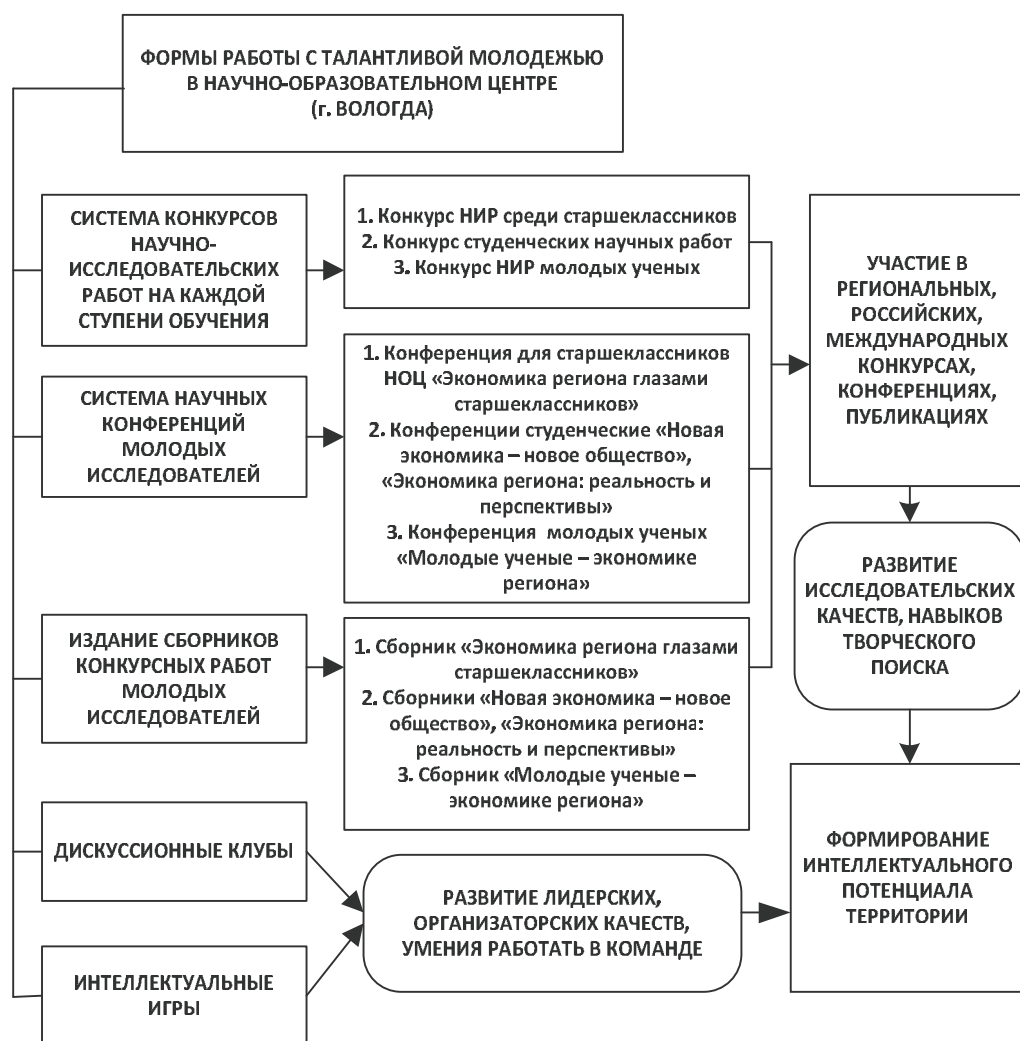 ФОРМЫ РАБОТЫ С ТАЛАНТЛИВОЙ МОЛОДЕЖЬЮ
В НАУЧНО-ОБРАЗОВАТЕЛЬНОМ ЦЕНТРЕ
(г. ВОЛОГДА)
СИСТЕМА КОНКУРСОВ
НАУЧНО-
ИССЛЕДОВАТЕЛЬСКИХ
РАБОТ НА КАЖДОЙ
СТУПЕНИ ОБУЧЕНИЯ
1. Конкурс НИР среди старшеклассников
2. Конкурс студенческих научных работ
3. Конкурс НИР молодых ученых
УЧАСТИЕ В
РЕГИОНАЛЬНЫХ,
РОССИЙСКИХ,
МЕЖДУНАРОДНЫХ
КОНКУРСАХ,
КОНФЕРЕНЦИЯХ,
ПУБЛИКАЦИЯХ
СИСТЕМА НАУЧНЫХ
КОНФЕРЕНЦИЙ
МОЛОДЫХ
ИССЛЕДОВАТЕЛЕЙ
1. Конференция для старшеклассников
НОЦ «Экономика региона глазами
старшеклассников»
2. Конференции студенческие «Новая
экономика – новое общество»,
«Экономика региона: реальность и
перспективы»
3. Конференция молодых ученых
«Молодые ученые – экономике
региона»
РАЗВИТИЕ
ИССЛЕДОВАТЕЛЬСКИХ
КАЧЕСТВ, НАВЫКОВ
ТВОРЧЕСКОГО
ПОИСКА
ИЗДАНИЕ СБОРНИКОВ
КОНКУРСНЫХ РАБОТ
МОЛОДЫХ
ИССЛЕДОВАТЕЛЕЙ
1. Сборник «Экономика региона глазами
старшеклассников»
2. Сборники «Новая экономика – новое
общество», «Экономика региона:
реальность и перспективы»
3. Сборник «Молодые ученые –
экономике региона»
ДИСКУССИОННЫЕ КЛУБЫ
РАЗВИТИЕ ЛИДЕРСКИХ,
ОРГАНИЗАТОРСКИХ КАЧЕСТВ,
УМЕНИЯ РАБОТАТЬ В КОМАНДЕ
ФОРМИРОВАНИЕ
ИНТЕЛЛЕКТУАЛЬНОГО
ПОТЕНЦИАЛА
ТЕРРИТОРИИ
ИНТЕЛЛЕКТУАЛЬНЫЕ
ИГРЫ